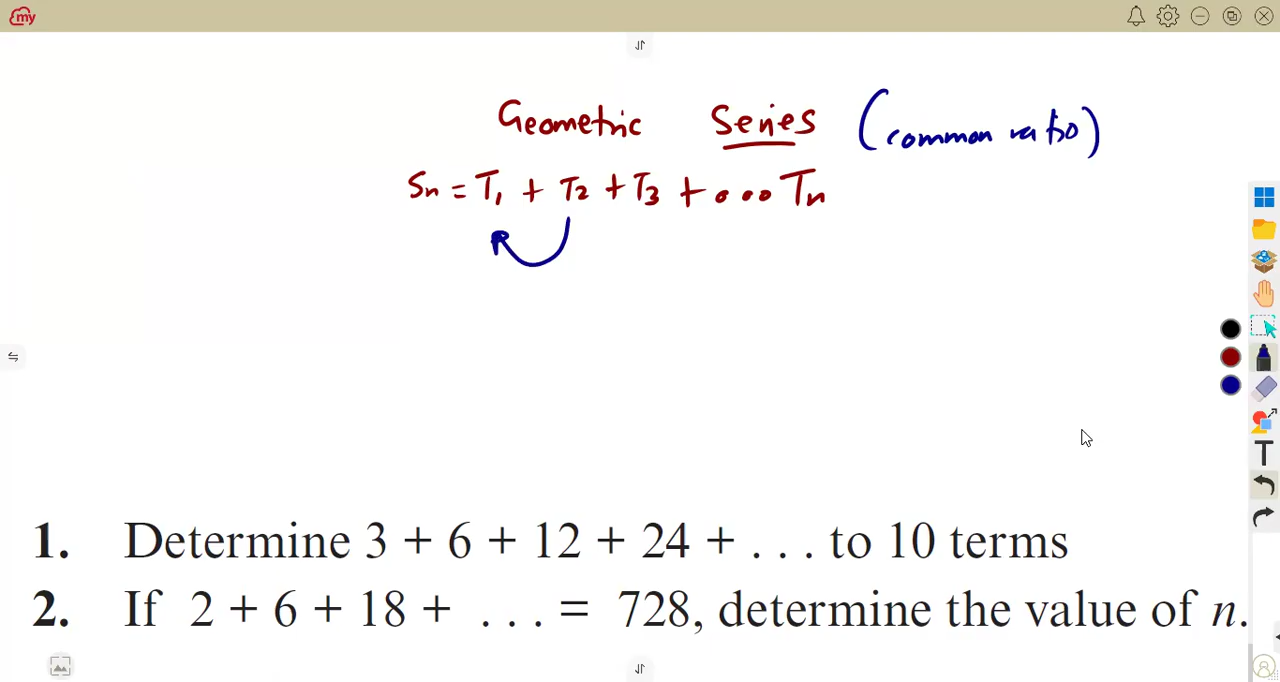 my
Geometric Series (common ratio)
Sn = T1 + T2 + T3 + ... Tn
1. Determine 3 + 6 + 12 + 24 + . . . to 10 terms
2. If 2 + 6 + 18 + . . . = 728, determine the value of n.
T